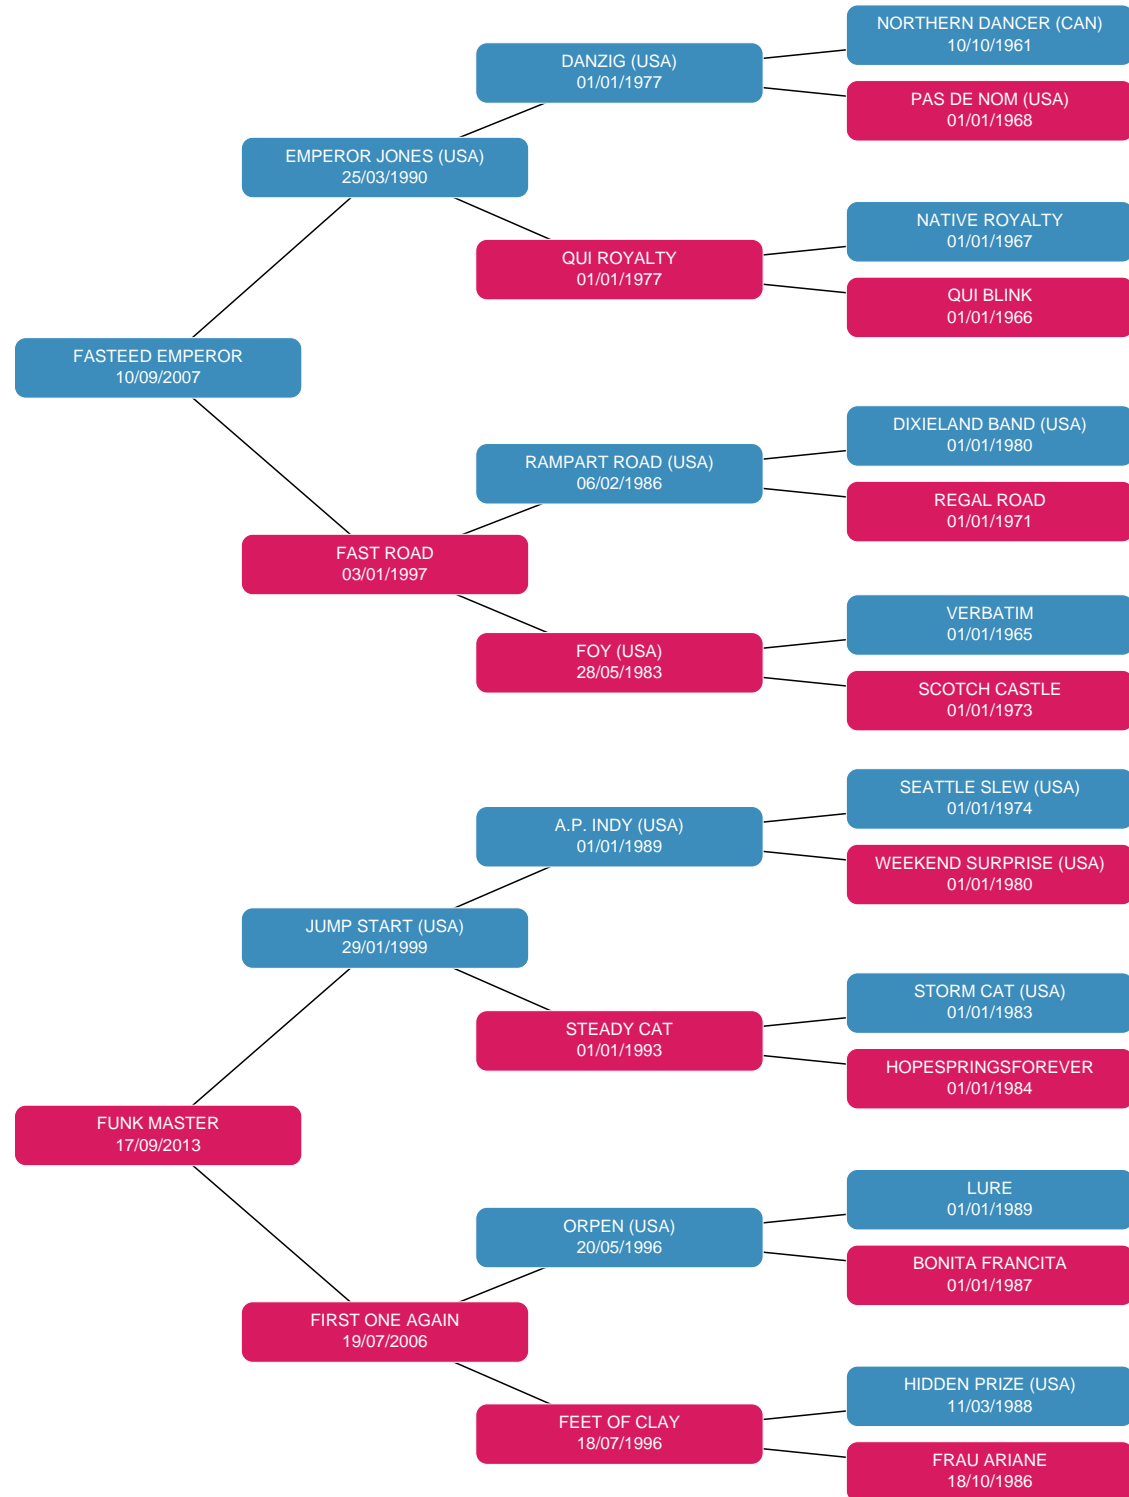 NORTHERN DANCER (CAN)
10/10/1961
DANZIG (USA)
01/01/1977
PAS DE NOM (USA)
01/01/1968
EMPEROR JONES (USA)
25/03/1990
NATIVE ROYALTY
01/01/1967
QUI ROYALTY
01/01/1977
QUI BLINK
01/01/1966
FASTEED EMPEROR
10/09/2007
DIXIELAND BAND (USA)
01/01/1980
RAMPART ROAD (USA)
06/02/1986
REGAL ROAD
01/01/1971
FAST ROAD
03/01/1997
VERBATIM
01/01/1965
FOY (USA)
28/05/1983
SCOTCH CASTLE
01/01/1973
SEATTLE SLEW (USA)
01/01/1974
A.P. INDY (USA)
01/01/1989
WEEKEND SURPRISE (USA)
01/01/1980
JUMP START (USA)
29/01/1999
STORM CAT (USA)
01/01/1983
STEADY CAT
01/01/1993
HOPESPRINGSFOREVER
01/01/1984
FUNK MASTER
17/09/2013
LURE
01/01/1989
ORPEN (USA)
20/05/1996
BONITA FRANCITA
01/01/1987
FIRST ONE AGAIN
19/07/2006
HIDDEN PRIZE (USA)
11/03/1988
FEET OF CLAY
18/07/1996
FRAU ARIANE
18/10/1986